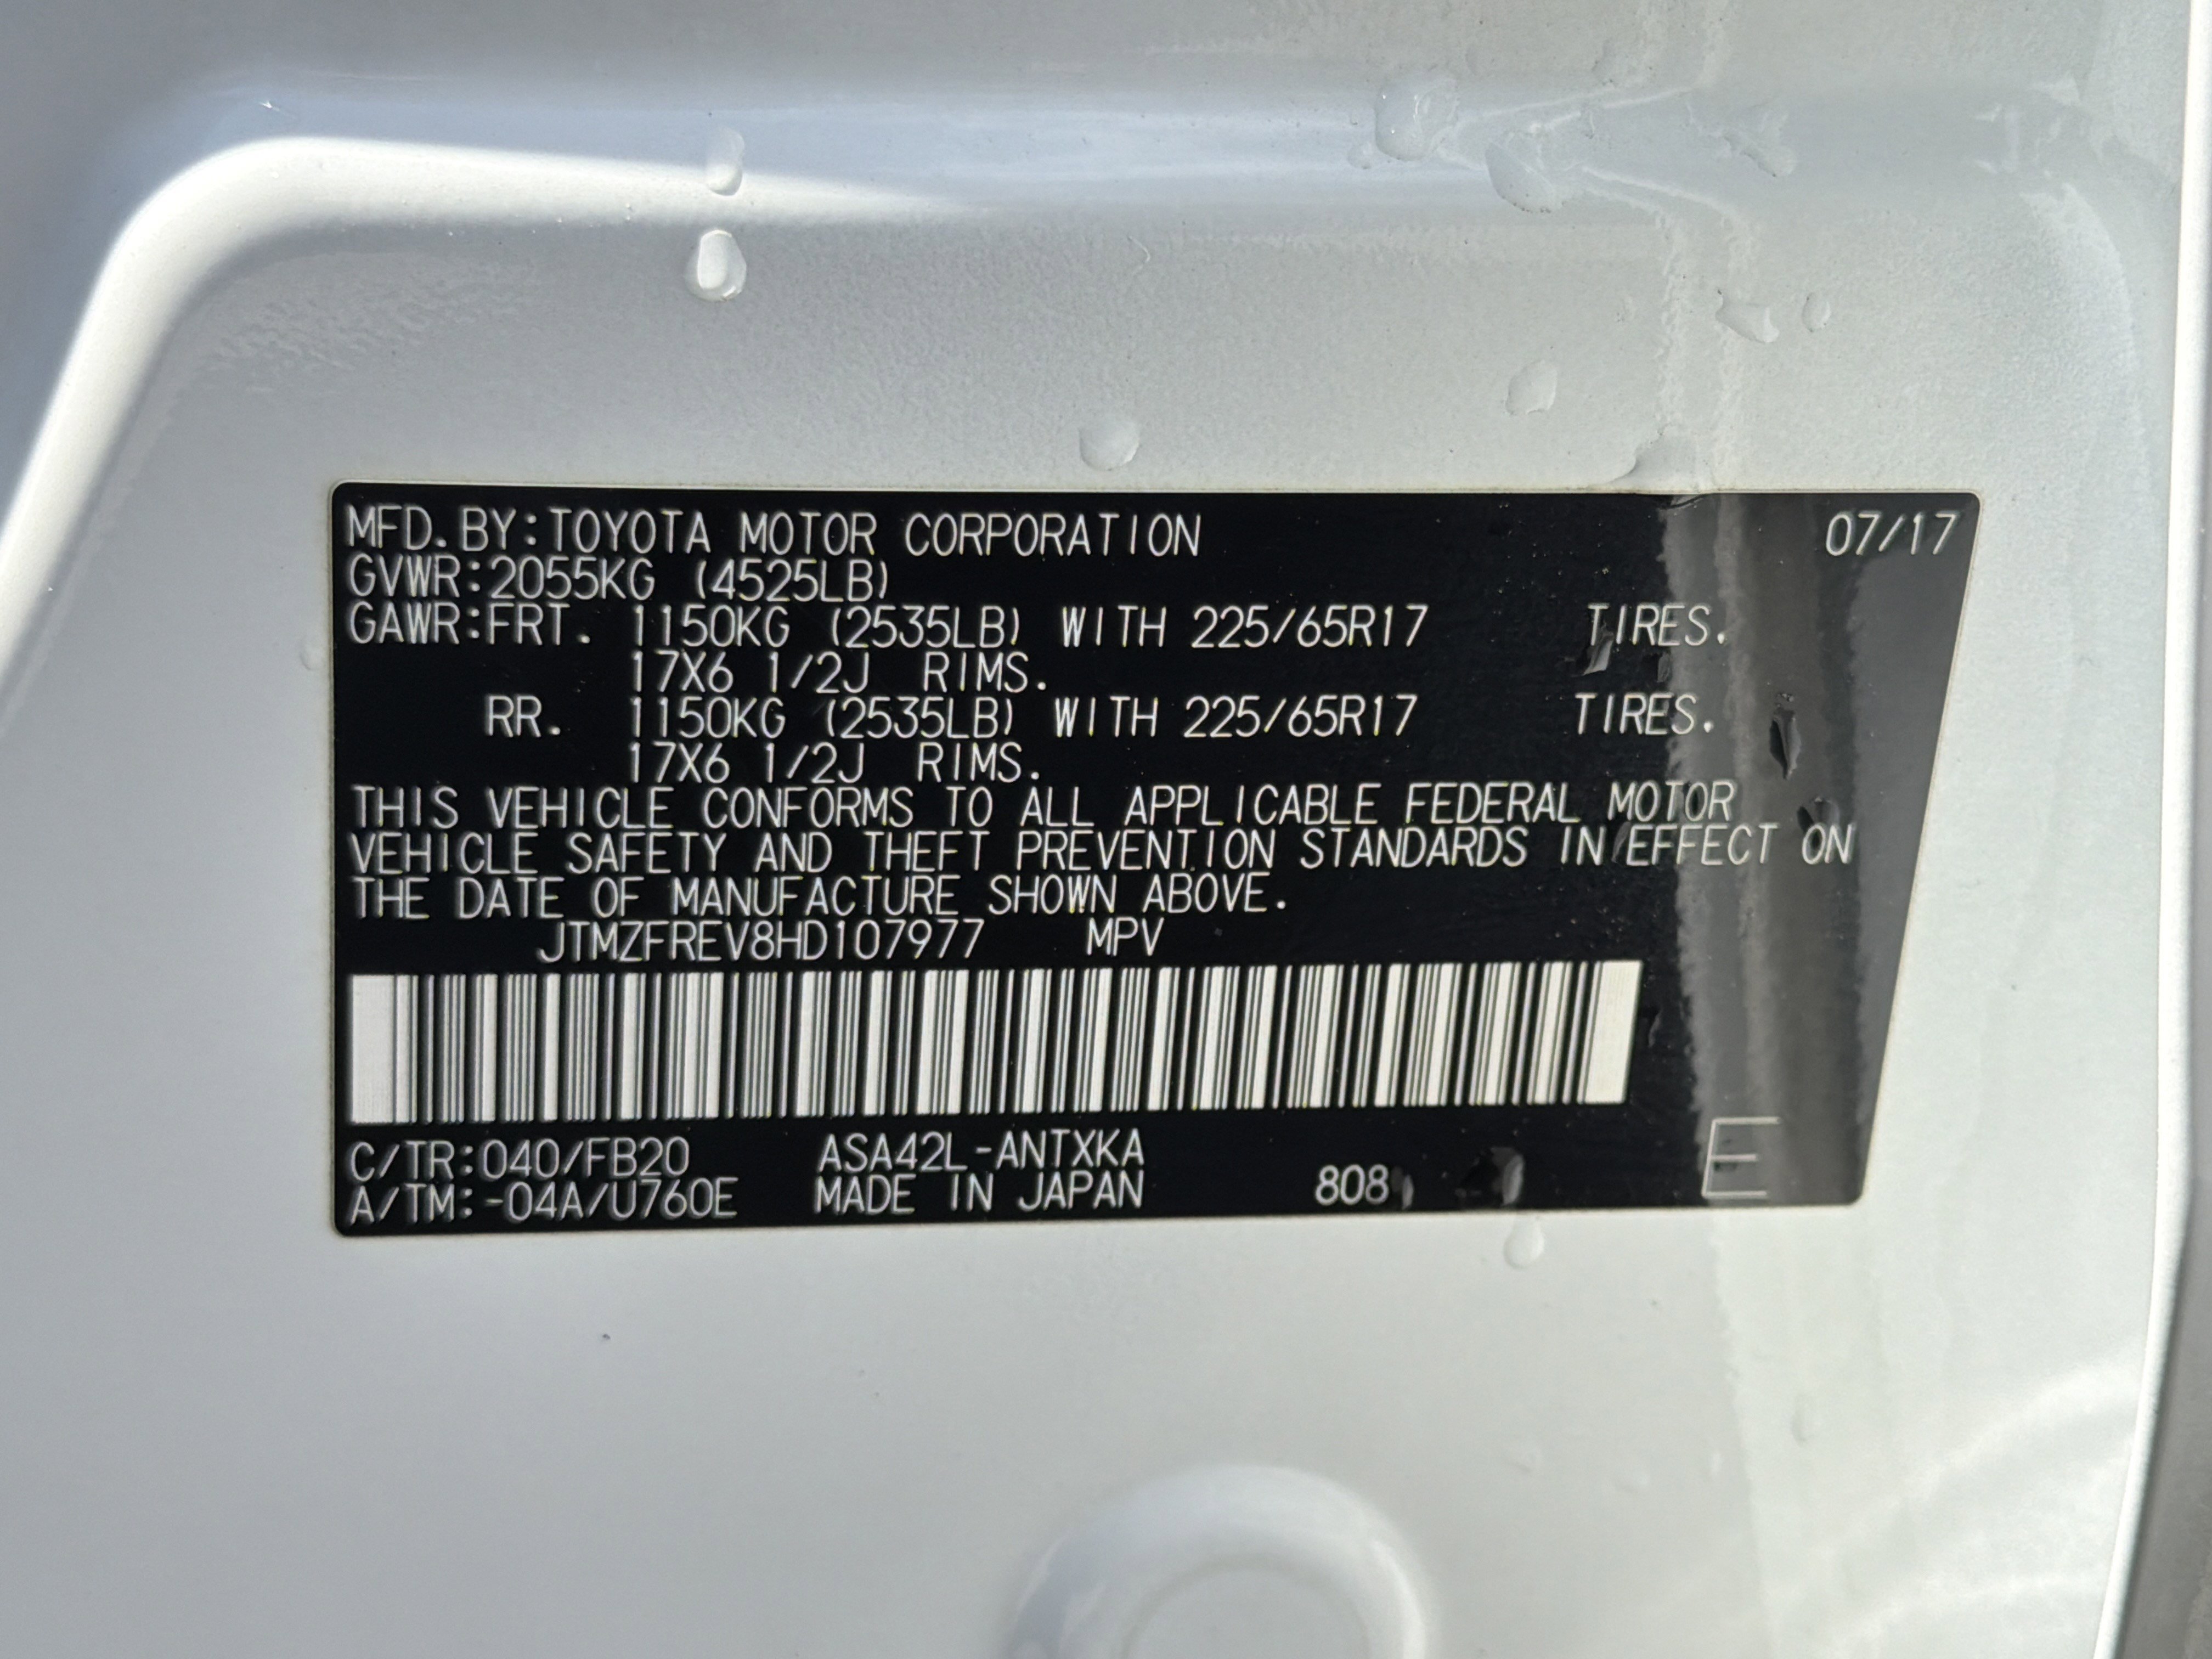 MFD.BY:TOYOTA MOTOR CORPORATION 07/17
GVWR:2055KG (4525LB)
GAWR:FRT. 1150KG (2535LB) WITH 225/65R17 TIRES.
17X6 1/2J RIMS.
RR. 1150KG (2535LB) WITH 225/65R17 TIRES.
17X6 1/2J RIMS.
THIS VEHICLE CONFORMS TO ALL APPLICABLE FEDERAL MOTOR
VEHICLE SAFETY AND THEFT PREVENTION STANDARDS IN EFFECT ON
THE DATE OF MANUFACTURE SHOWN ABOVE.
JTMZFREV8HD107977 MPV
C/TR:040/FB20 ASA42L-ANTXKA
A/TM:-04A/U760E MADE IN JAPAN 808 E